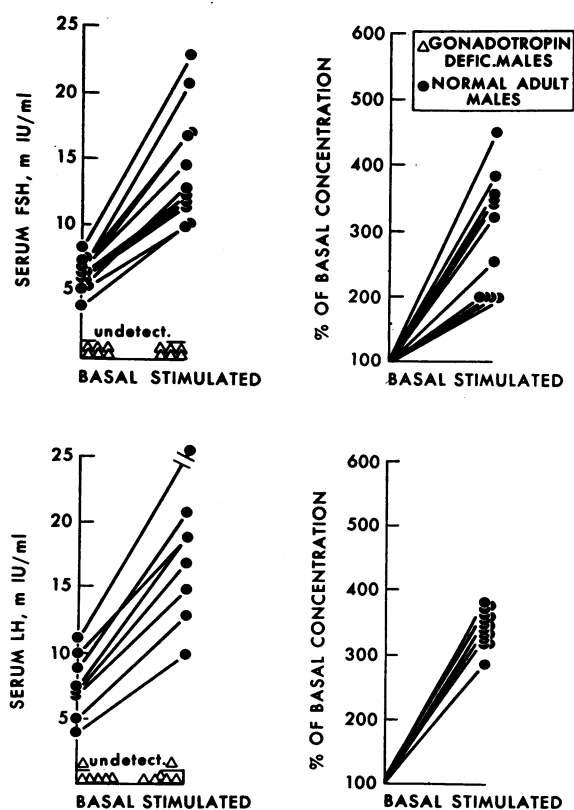 SERUM FSH, m IU/ml
25
20
15
10
5
undetect.
BASAL STIMULATED
% OF BASAL CONCENTRATION
600
500
400
300
200
100
GONADOTROPIN
DEFIC.MALES
NORMAL ADULT
MALES
BASAL STIMULATED
SERUM LH, m IU/ml
25
20
15
10
5
undetect.
BASAL STIMULATED
% OF BASAL CONCENTRATION
600
500
400
300
200
100
BASAL STIMULATED